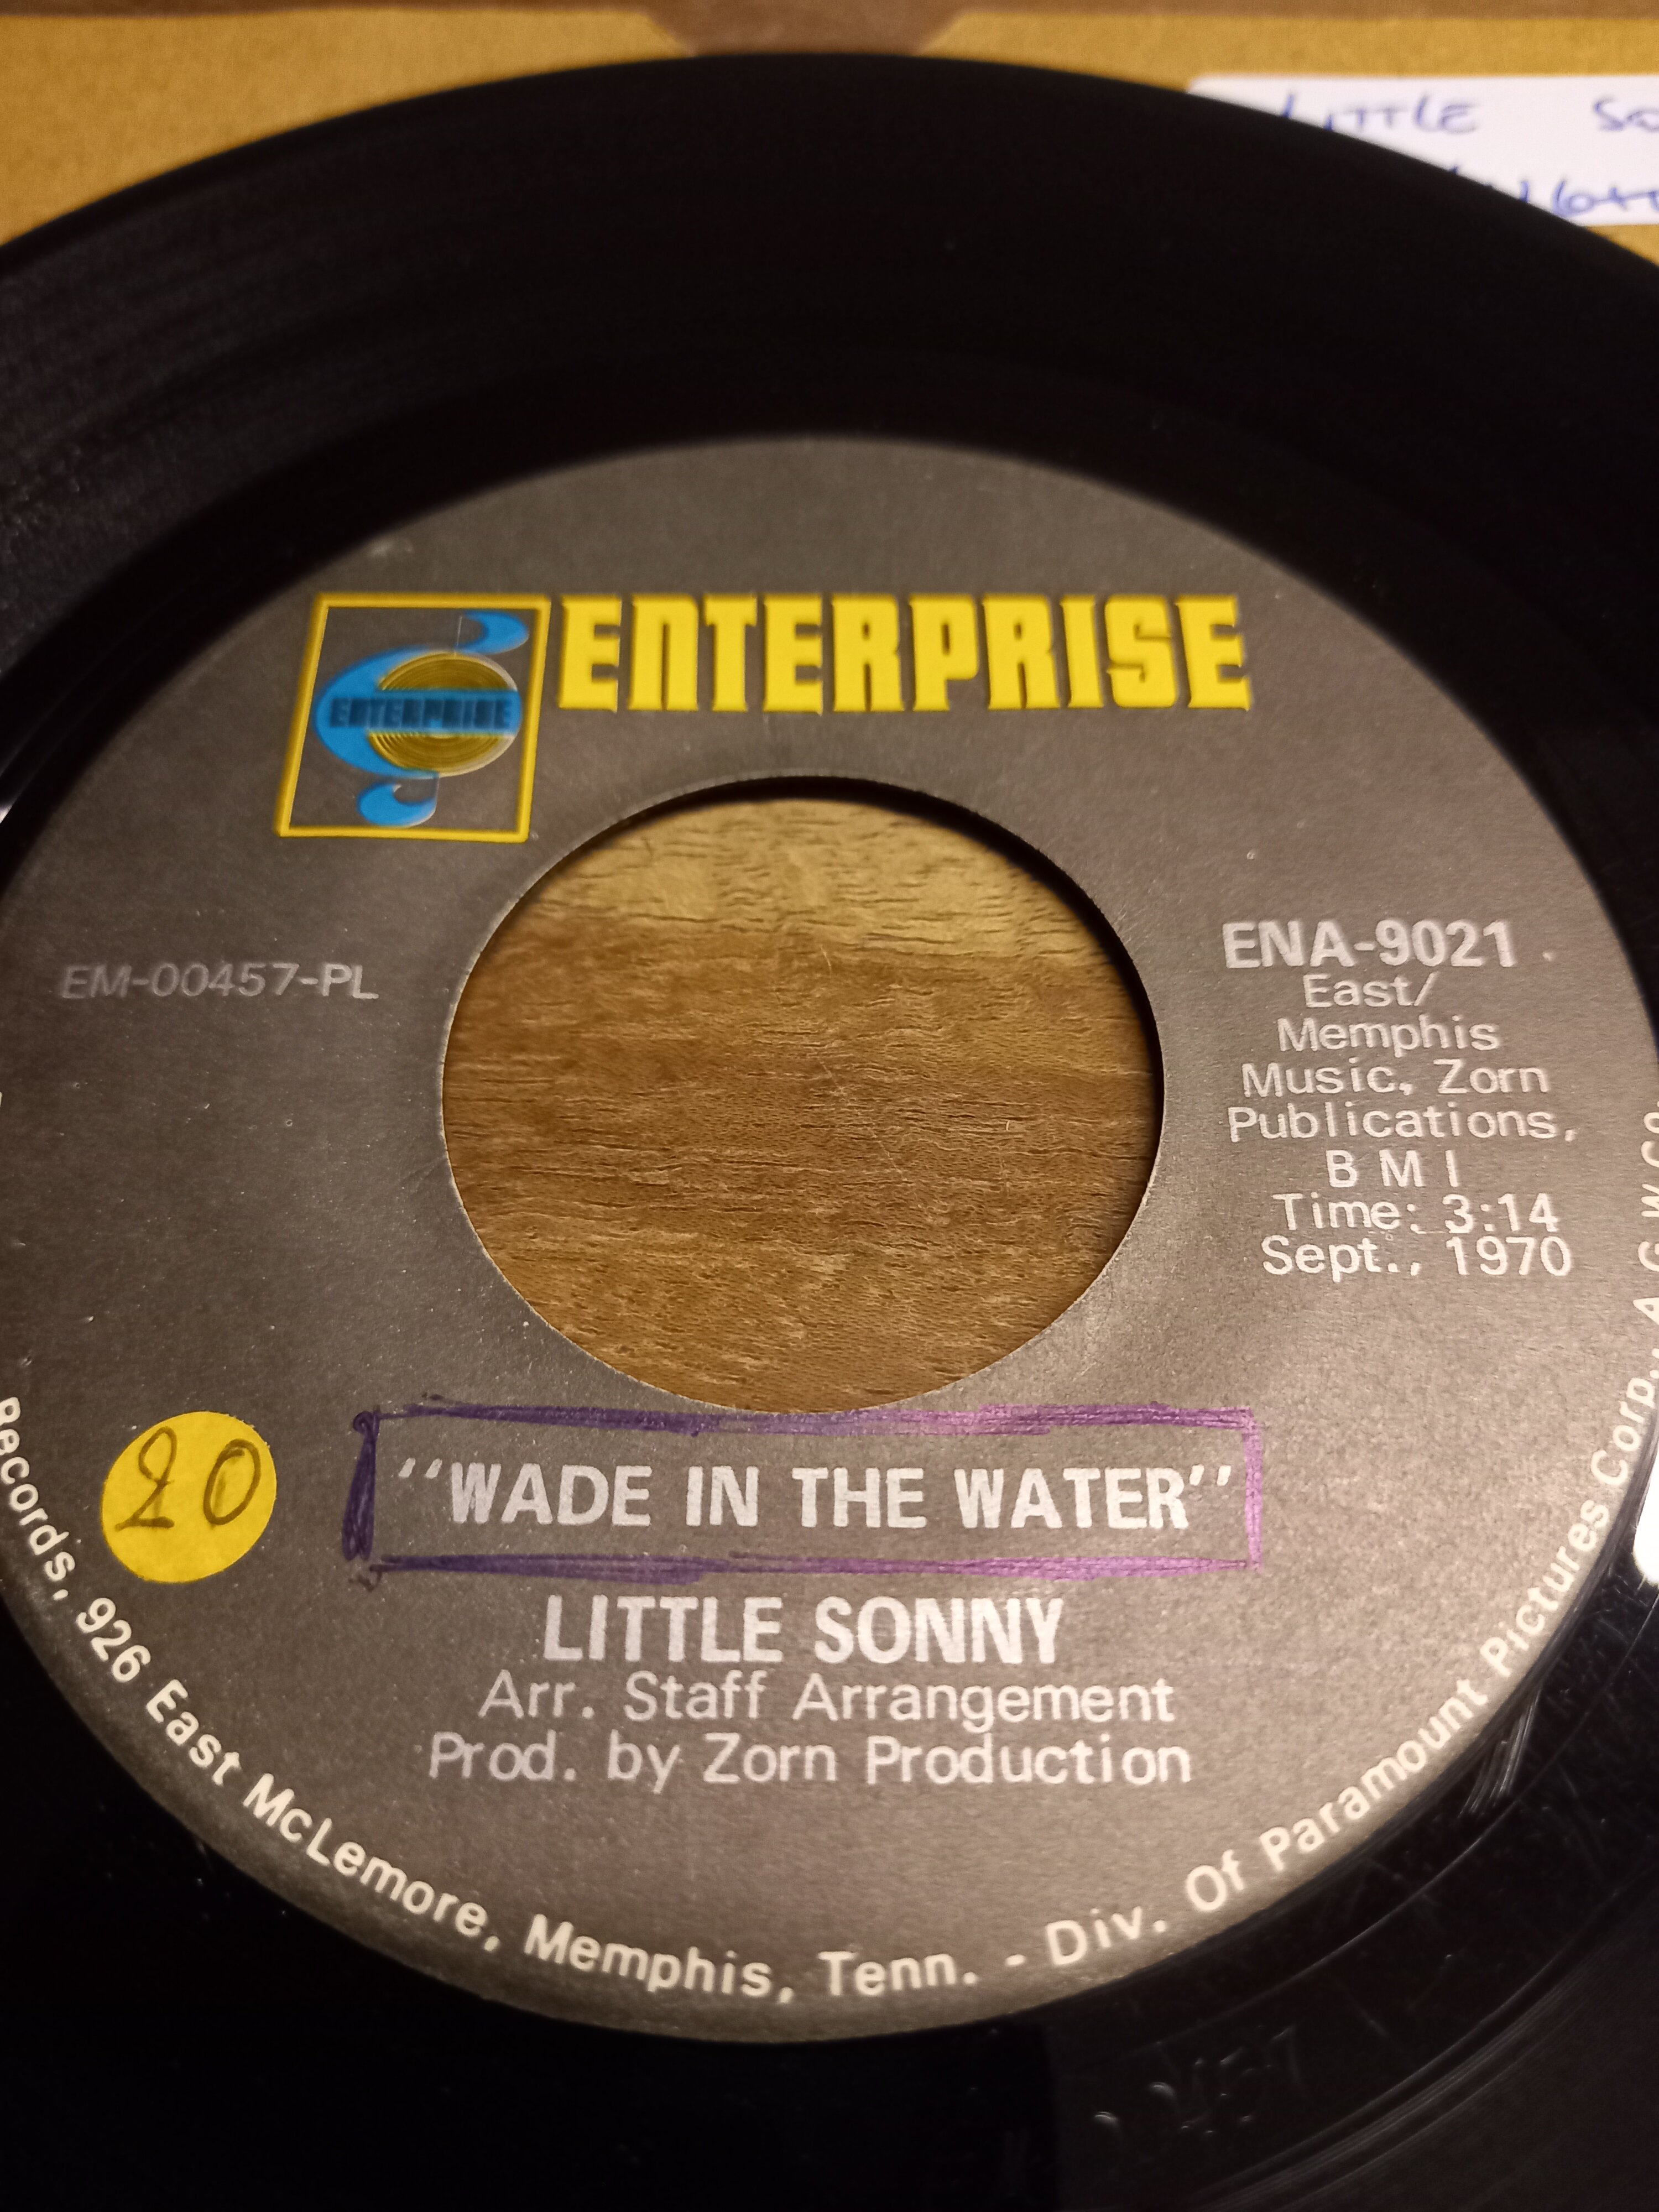 LITTLE
ENTERPRISE
ENTERPRISE
EM-00457-PL
ENA-9021
East/
Memphis
Music, Zorn
Publications,
B M I
Time: 3:14
Sept., 1970
20
"WADE IN THE WATER"
LITTLE SONNY
Arr. Staff Arrangement
Prod. by Zorn Production
Records, 926 East McLemore, Memphis, Tenn. - Div. Of Paramount Pictures Corp., A G.W. CO.